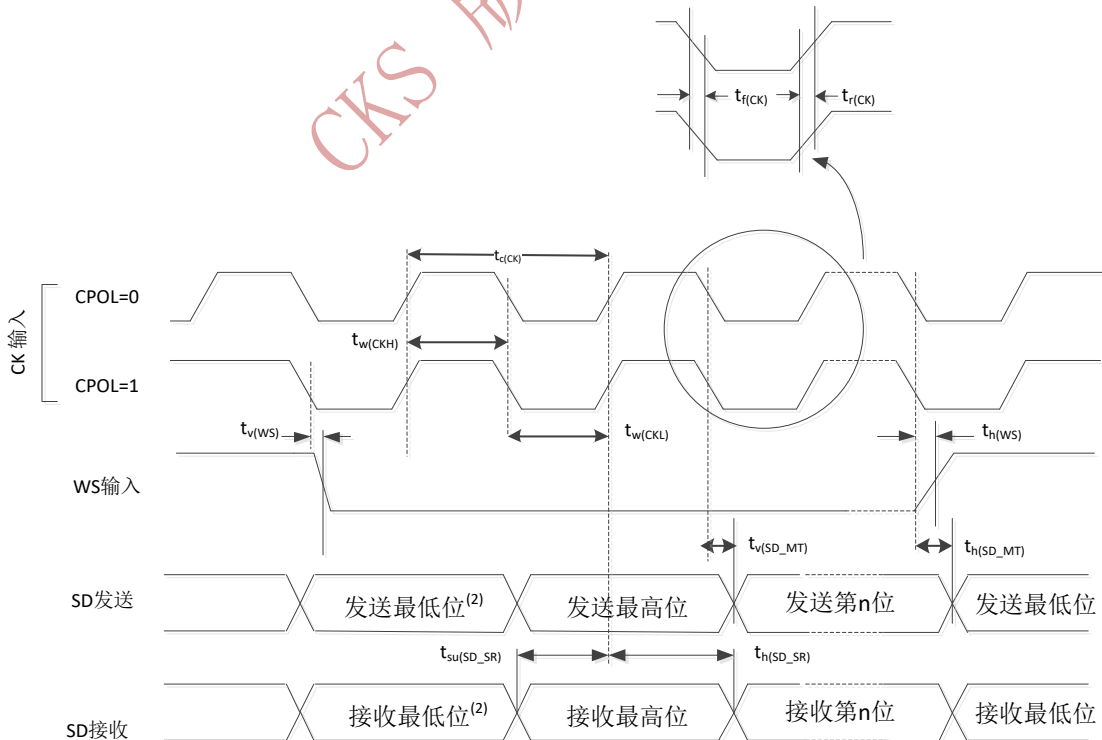 CKS
t_f(CK) t_r(CK)
t_c(CK)
CK 输入
CPOL=0
t_w(CKH)
CPOL=1
t_v(WS) t_w(CKL) t_h(WS)
WS输入
t_v(SD_MT) t_h(SD_MT)
SD发送 发送最低位(2) 发送最高位 发送第n位 发送最低位
t_su(SD_SR) t_h(SD_SR)
SD接收 接收最低位(2) 接收最高位 接收第n位 接收最低位